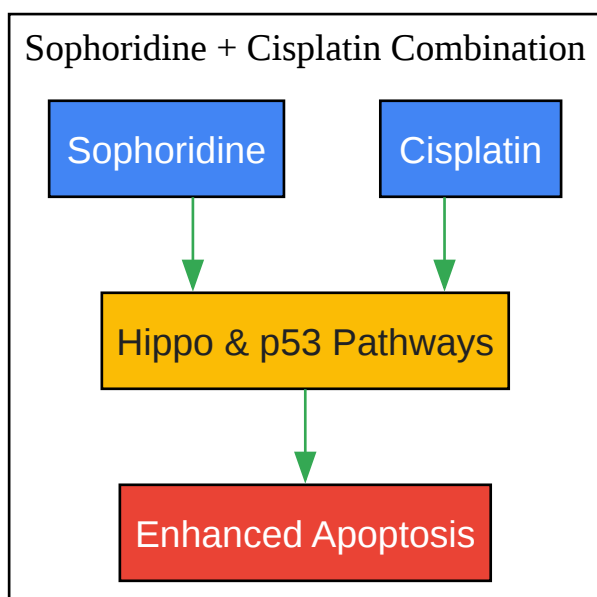 Sophoridine + Cisplatin Combination
Sophoridine
Cisplatin
Hippo & p53 Pathways
Enhanced Apoptosis